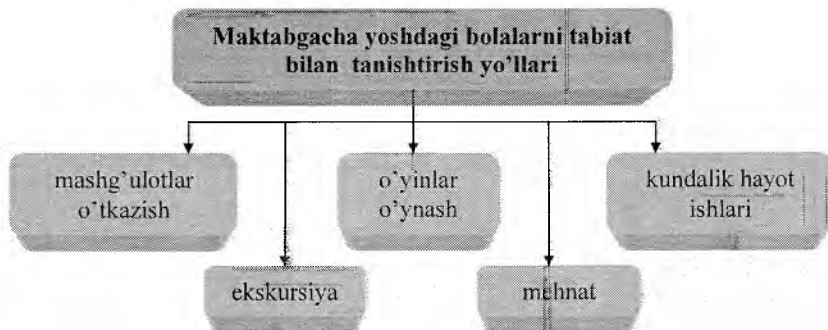 Maktabgacha yoshdagi bolalarni tabiat
bilan tanishtirish yo’llari
mashg’ulotlar
o’tkazish
o’yinlar
o’ynash
kundalik hayot
ishlari
ekskursiya
mehnat